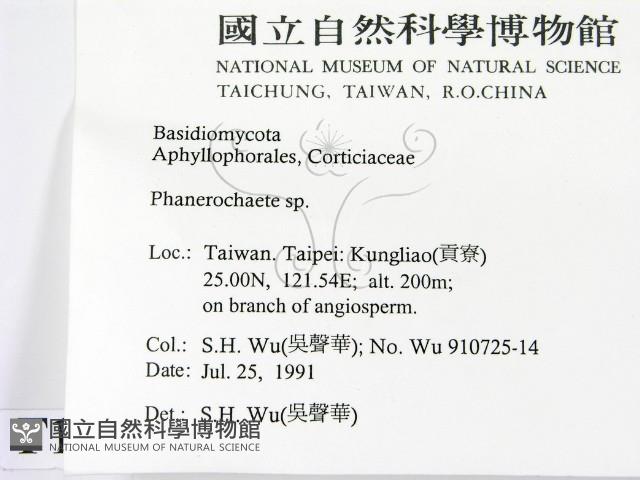 國立自然科學博物館
NATIONAL MUSEUM OF NATURAL SCIENCE
TAICHUNG, TAIWAN, R.O.CHINA
Basidiomycota
Aphyllophorales, Corticiaceae
Phanerochaete sp.
Loc.: Taiwan. Taipei: Kungliao(貢寮)
25.00N, 121.54E; alt. 200m;
on branch of angiosperm.
Col.: S.H. Wu(吳聲華); No. Wu 910725-14
Date: Jul. 25, 1991
Det.: S.H. Wu(吳聲華)
國立自然科學博物館
NATIONAL MUSEUM OF NATURAL SCIENCE